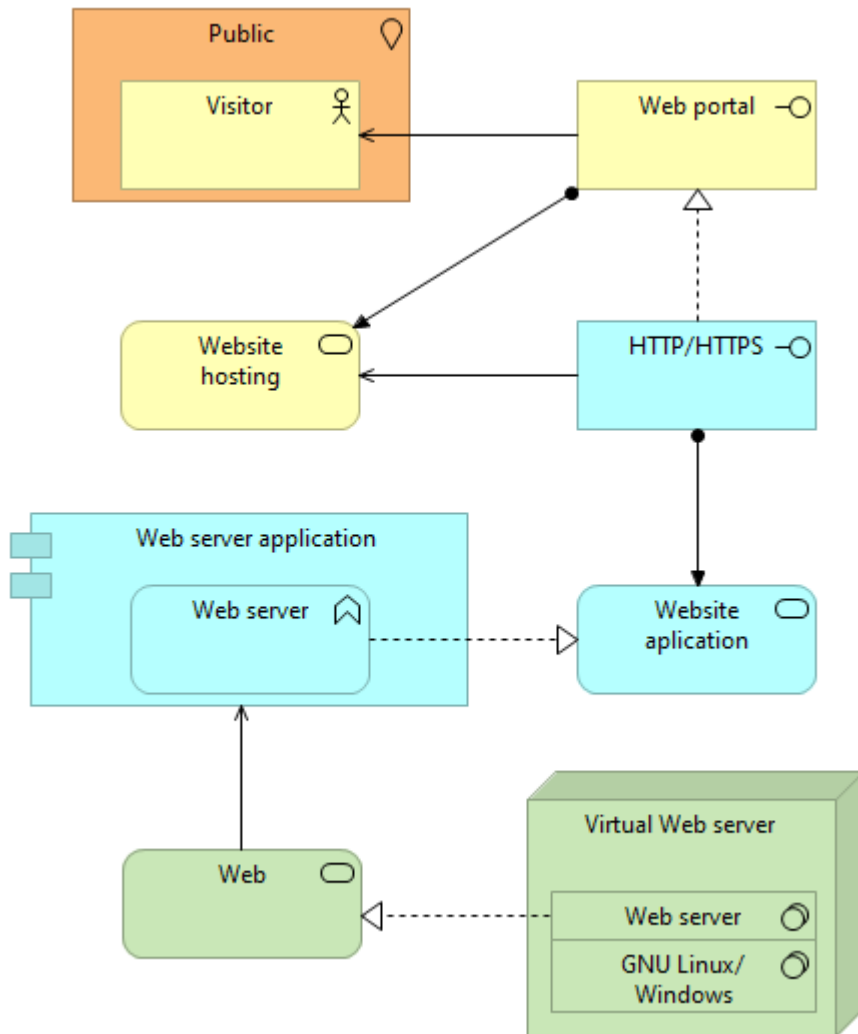 Public
Visitor
Web portal
Website
hosting
HTTP/HTTPS
Web server application
Web server
Website
aplication
Web
Virtual Web server
Web server
GNU Linux/
Windows